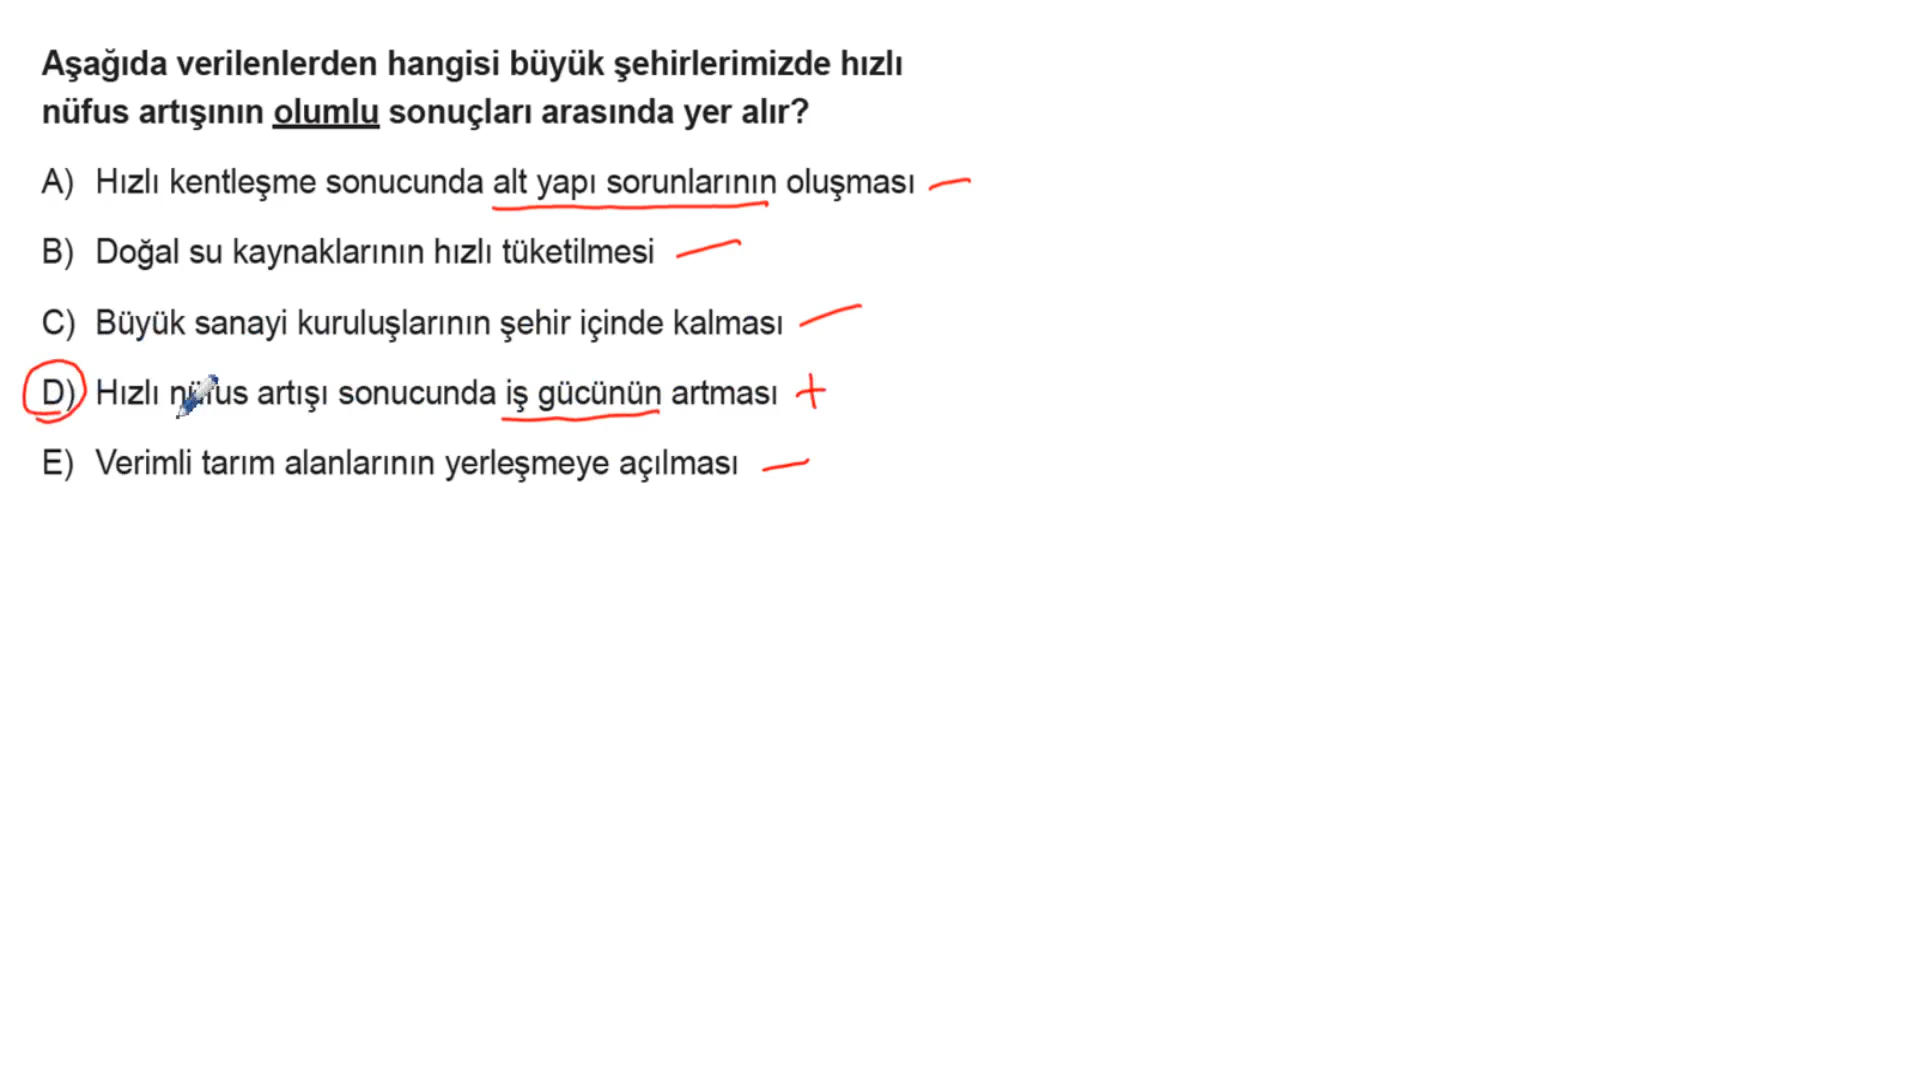 Aşağıda verilenlerden hangisi büyük şehirlerimizde hızlı
nüfus artışının olumlu sonuçları arasında yer alır?
A) Hızlı kentleşme sonucunda alt yapı sorunlarının oluşması —
B) Doğal su kaynaklarının hızlı tüketilmesi —
C) Büyük sanayi kuruluşlarının şehir içinde kalması —
D) Hızlı nüfus artışı sonucunda iş gücünün artması +
E) Verimli tarım alanlarının yerleşmeye açılması —